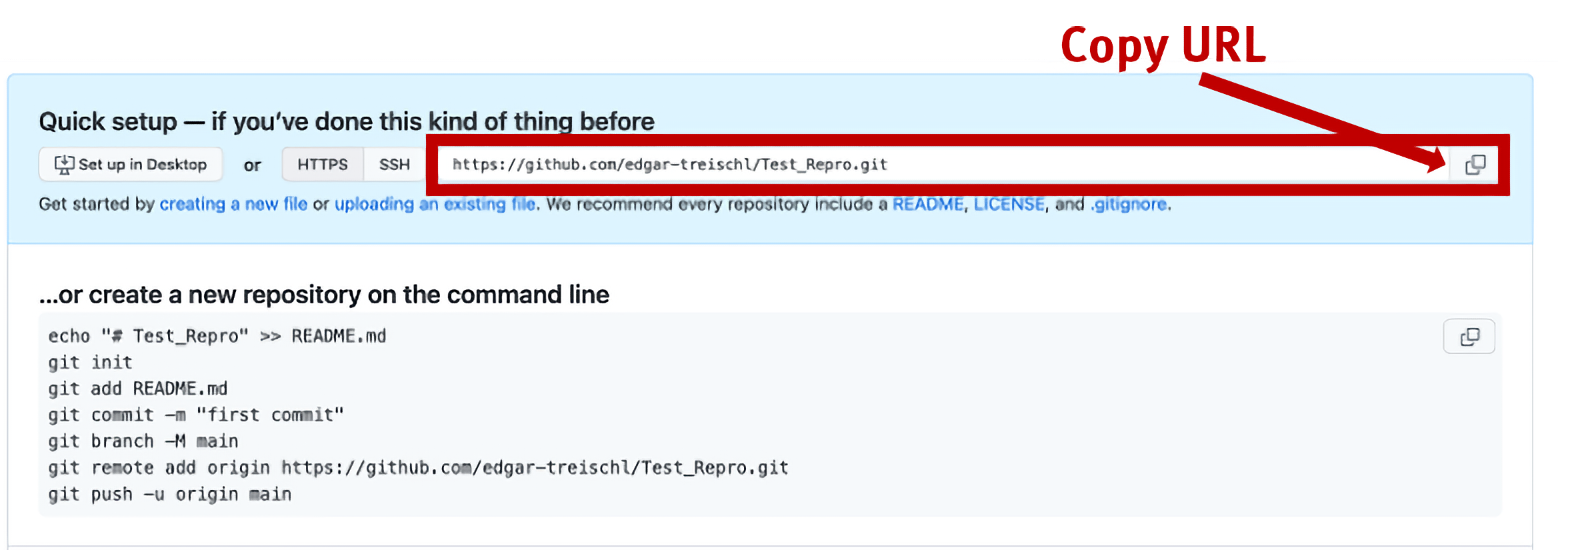 Copy URL
Quick setup — if you've done this kind of thing before
Set up in Desktop or HTTPS SSH https://github.com/edgar-treischl/Test_Repro.git
Get started by creating a new file or uploading an existing file. We recommend every repository include a README, LICENSE, and .gitignore.
...or create a new repository on the command line
echo "# Test_Repro" >> README.md
git init
git add README.md
git commit -m "first commit"
git branch -M main
git remote add origin https://github.com/edgar-treischl/Test_Repro.git
git push -u origin main